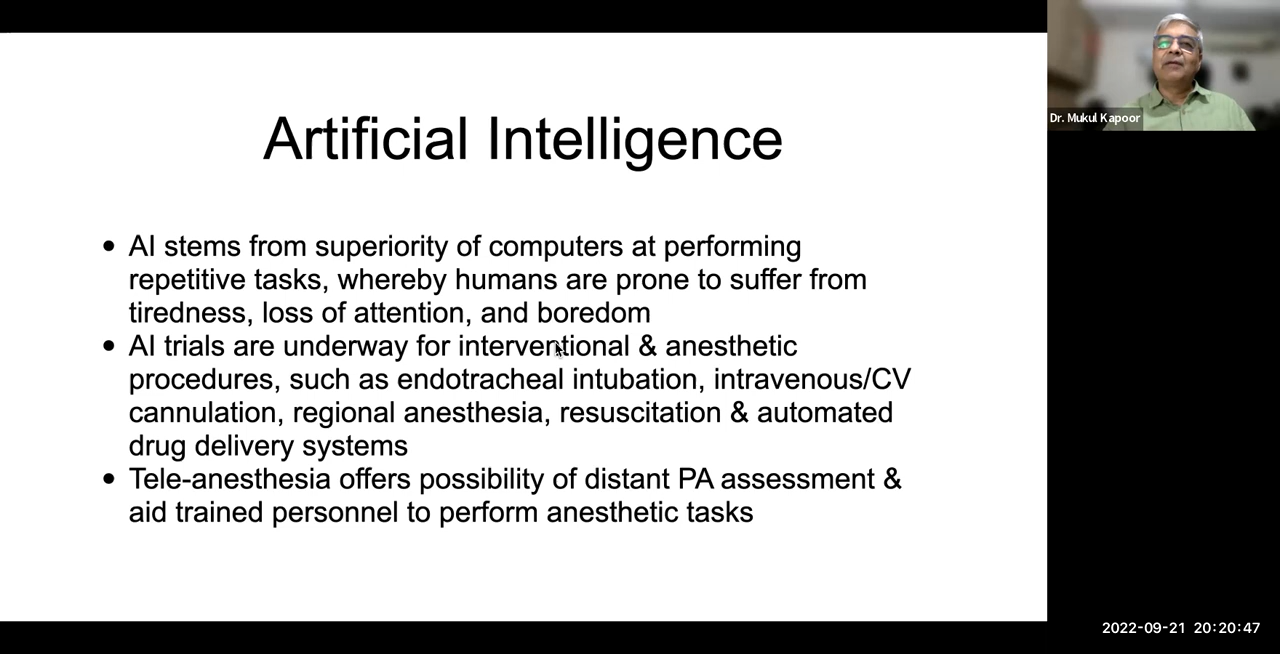 Artificial Intelligence
• AI stems from superiority of computers at performing
repetitive tasks, whereby humans are prone to suffer from
tiredness, loss of attention, and boredom
• AI trials are underway for interventional & anesthetic
procedures, such as endotracheal intubation, intravenous/CV
cannulation, regional anesthesia, resuscitation & automated
drug delivery systems
• Tele-anesthesia offers possibility of distant PA assessment &
aid trained personnel to perform anesthetic tasks
Dr. Mukul Kapoor
2022-09-21 20:20:47